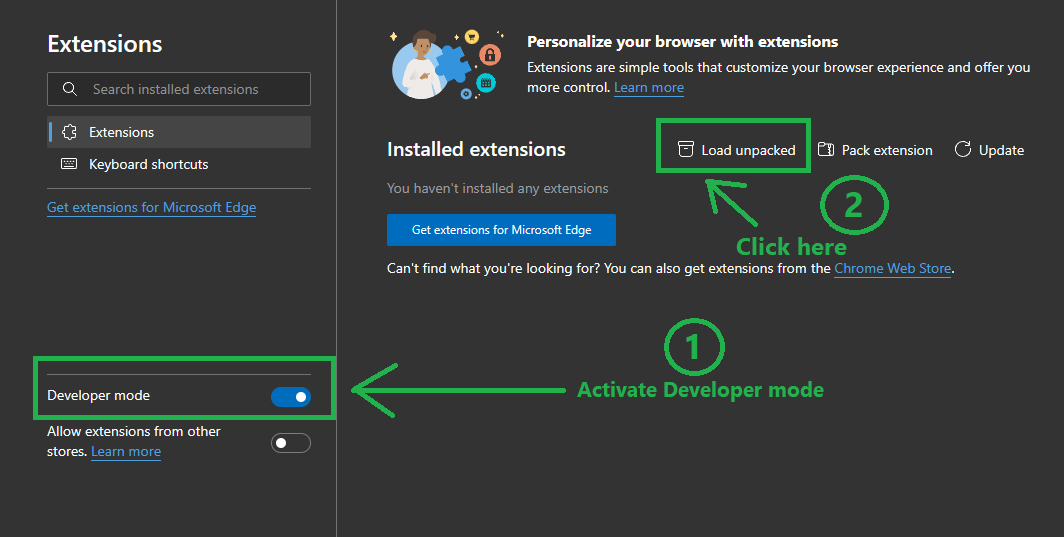 Extensions
Search installed extensions
Extensions
Keyboard shortcuts
Get extensions for Microsoft Edge
Developer mode
Allow extensions from other
stores. Learn more
Personalize your browser with extensions
Extensions are simple tools that customize your browser experience and offer you
more control. Learn more
Installed extensions
Load unpacked
Pack extension
Update
You haven't installed any extensions
2
Click here
Get extensions for Microsoft Edge
Can't find what you're looking for? You can also get extensions from the Chrome Web Store.
1
Activate Developer mode